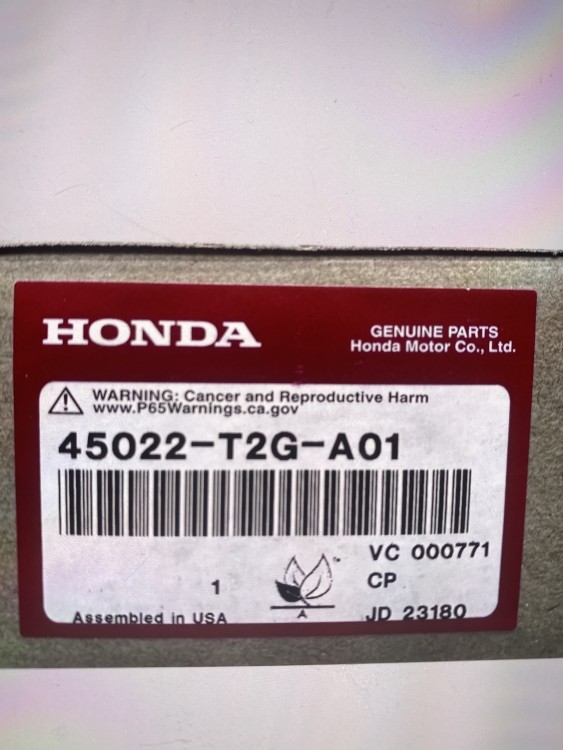 HONDA
GENUINE PARTS
Honda Motor Co., Ltd.
WARNING: Cancer and Reproductive Harm
www.P65Warnings.ca.gov
45022-T2G-A01
VC 000771
1
CP
A
Assembled in USA
JD 23180